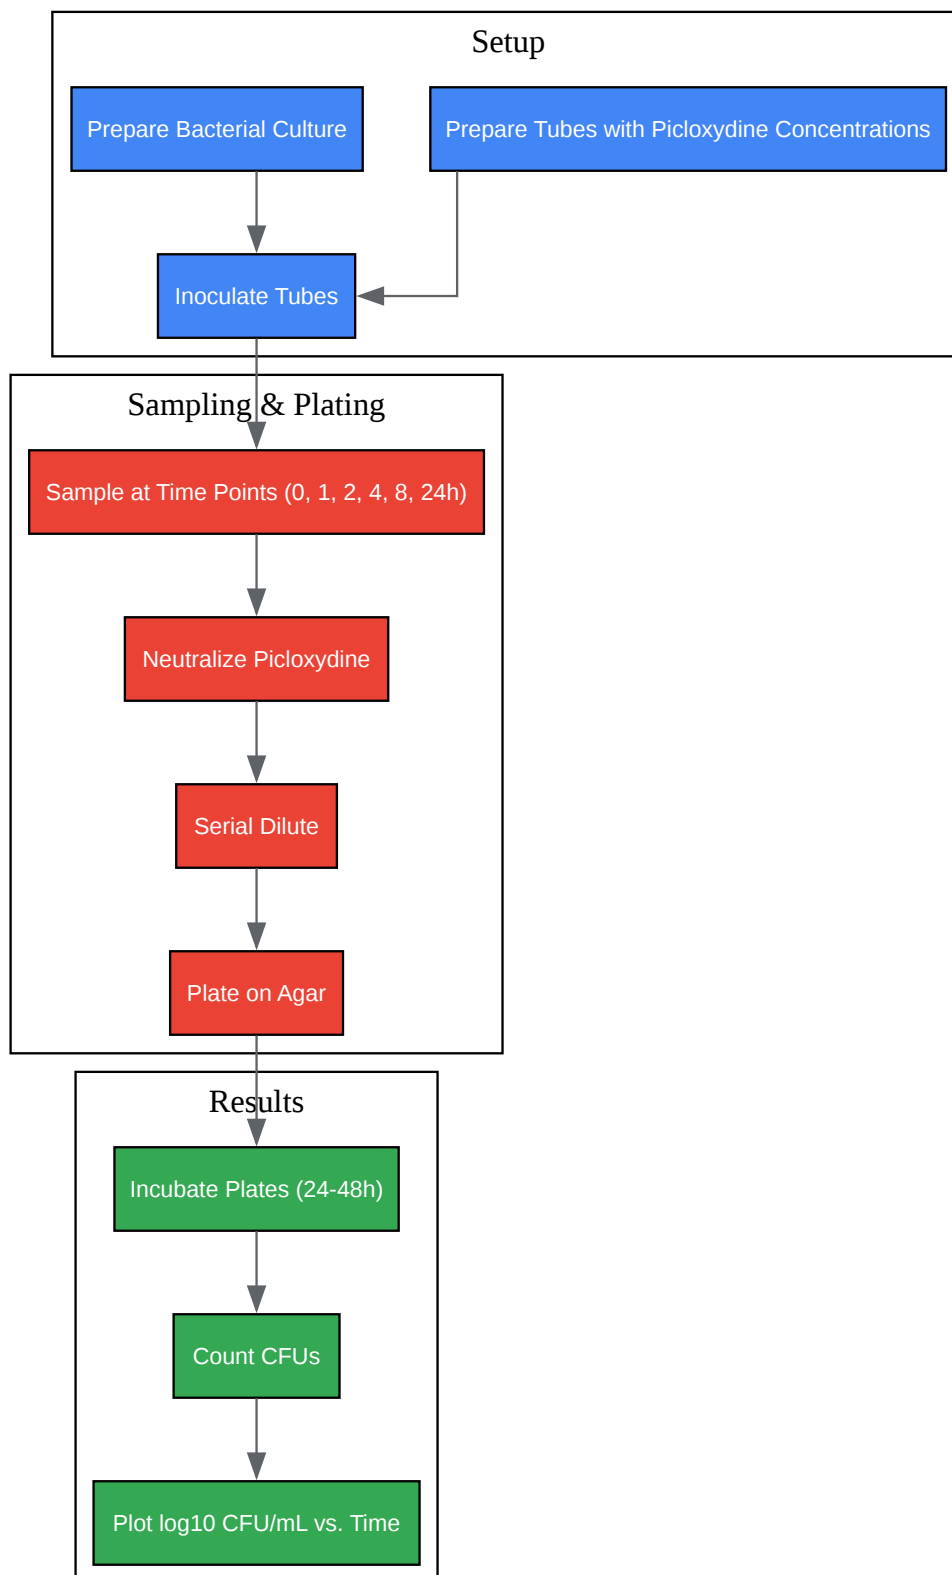 Setup
Prepare Bacterial Culture
Prepare Tubes with Picloxydine Concentrations
Inoculate Tubes
Sampling & Plating
Sample at Time Points (0, 1, 2, 4, 8, 24h)
Neutralize Picloxydine
Serial Dilute
Plate on Agar
Results
Incubate Plates (24-48h)
Count CFUs
Plot log10 CFU/mL vs. Time